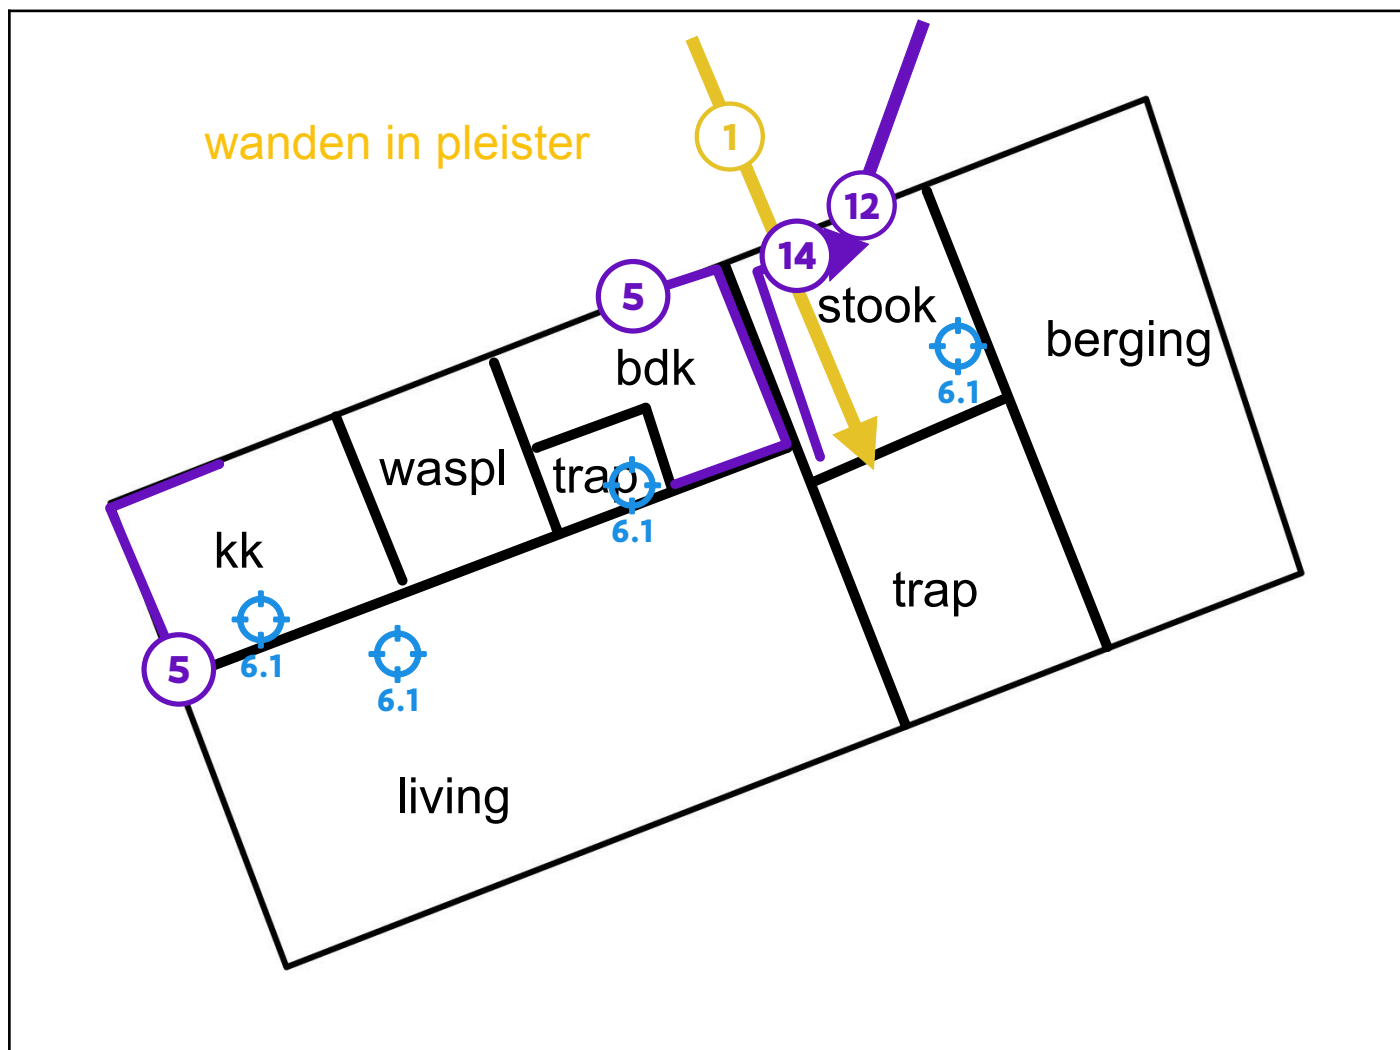 wanden in pleister
1
12
14
5
stook
berging
bdk
6.1
waspl
trap
6.1
kk
trap
6.1
5
6.1
living